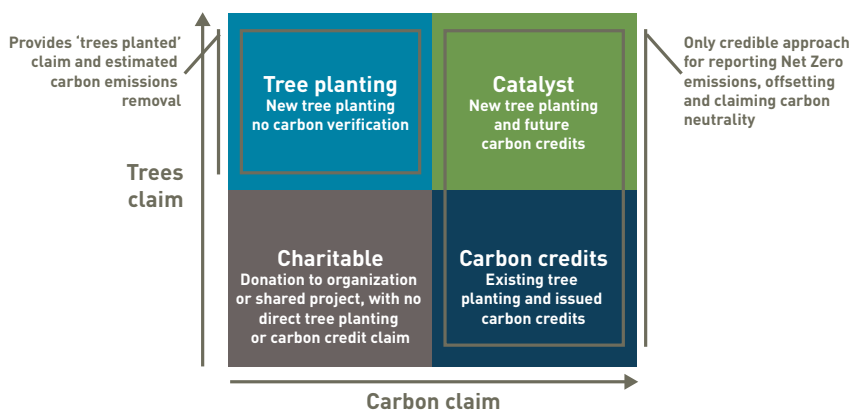 Provides ‘trees planted’
claim and estimated
carbon emissions
removal
Trees
claim
Tree planting
New tree planting
no carbon verification
Catalyst
New tree planting
and future
carbon credits
Only credible approach
for reporting Net Zero
emissions, offsetting
and claiming carbon
neutrality
Charitable
Donation to organization
or shared project, with no
direct tree planting
or carbon credit claim
Carbon credits
Existing tree
planting and issued
carbon credits
Carbon claim